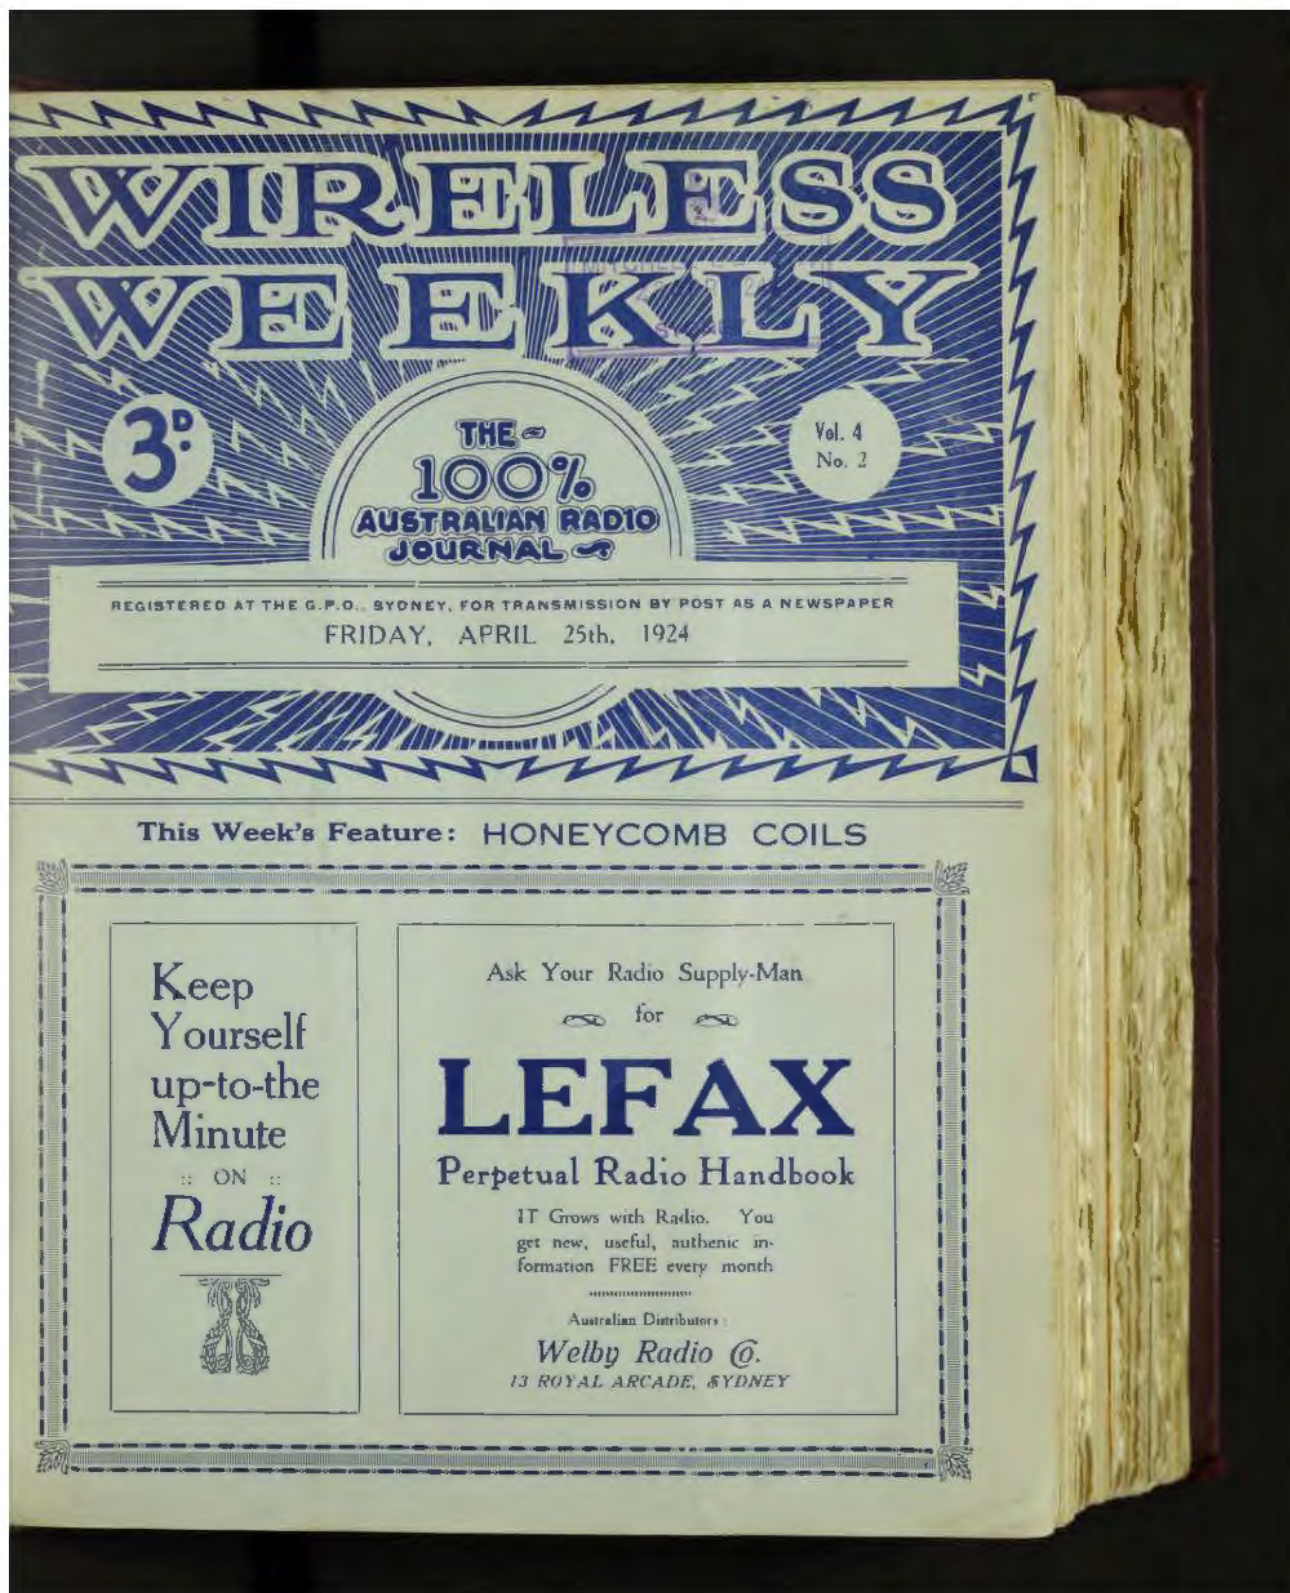 WIRELESS
WEEKLY
3D.
Vol. 4
No. 2
THE
100%
AUSTRALIAN RADIO
JOURNAL
REGISTERED AT THE G.P.O., SYDNEY, FOR TRANSMISSION BY POST AS A NEWSPAPER
FRIDAY, APRIL 25th, 1924
This Week's Feature: HONEYCOMB COILS
Keep
Yourself
up-to-the
Minute
:: ON ::
Radio
Ask Your Radio Supply-Man
for
LEFAX
Perpetual Radio Handbook
IT Grows with Radio. You
get new, useful, authenic in-
formation FREE every month
Australian Distributors:
Welby Radio Co.
13 ROYAL ARCADE, SYDNEY